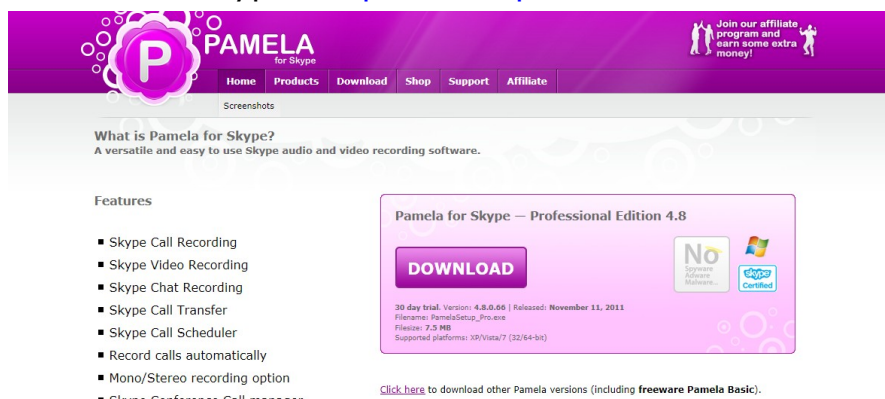 Join our affiliate
program and
earn some extra
money!
P
PAMELA
for Skype
Home Products Download Shop Support Affiliate
Screenshots
What is Pamela for Skype?
A versatile and easy to use Skype audio and video recording software.
Features
Skype Call Recording
Skype Video Recording
Skype Chat Recording
Skype Call Transfer
Skype Call Scheduler
Record calls automatically
Mono/Stereo recording option
Skype Conference Call manager
Pamela for Skype — Professional Edition 4.8
DOWNLOAD
No
Spyware
Adware
Malware...
skype
Certified
30 day trial. Version: 4.8.0.66 | Released: November 11, 2011
Filename: PamelaSetup_Pro.exe
Filesize: 7.5 MB
Supported platforms: XP/Vista/7 (32/64-bit)
Click here to download other Pamela versions (including freeware Pamela Basic).